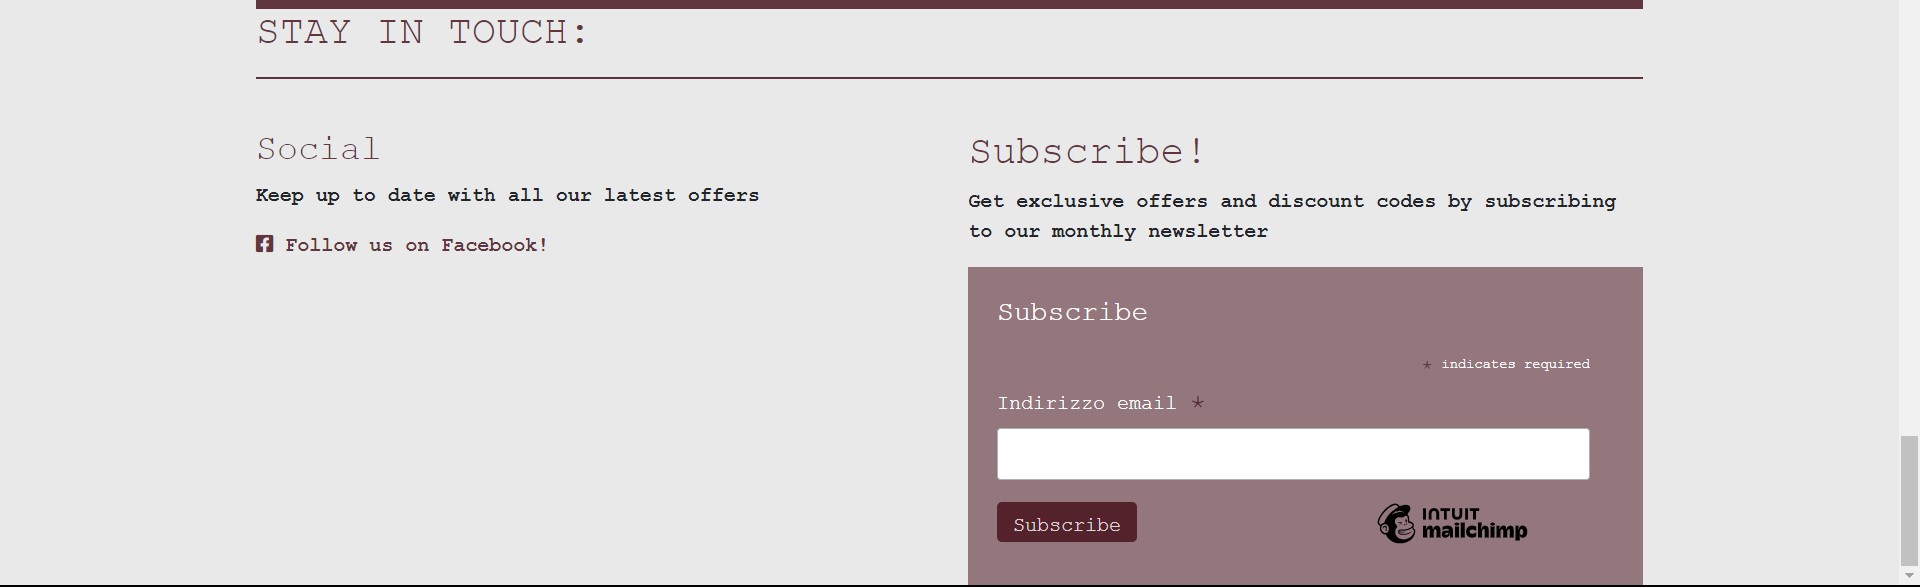 STAY IN TOUCH:
Social
Keep up to date with all our latest offers
Follow us on Facebook!
Subscribe!
Get exclusive offers and discount codes by subscribing
to our monthly newsletter
Subscribe
* indicates required
Indirizzo email *
Subscribe
INTUIT
mailchimp